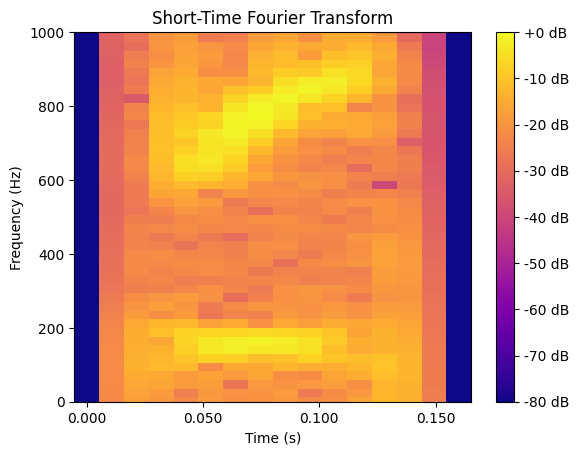 Short-Time Fourier Transform
Frequency (Hz)
1000
800
600
400
200
0
0.000
0.050
0.100
0.150
Time (s)
+0 dB
-10 dB
-20 dB
-30 dB
-40 dB
-50 dB
-60 dB
-70 dB
-80 dB